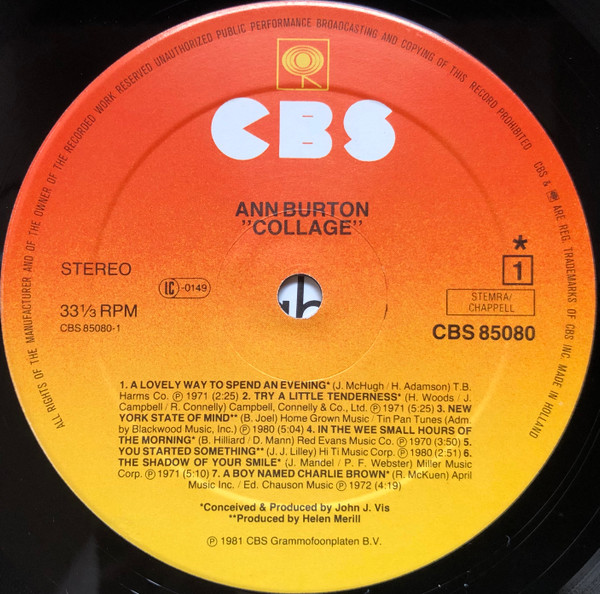 ALL RIGHTS OF THE MANUFACTURER AND OF THE OWNER OF THE RECORDED WORK RESERVED UNAUTHORIZED PUBLIC PERFORMANCE BROADCASTING AND COPYING OF THIS RECORD PROHIBITED
CBS & ARE REG. TRADEMARKS OF CBS INC. MADE IN HOLLAND
CBS
ANN BURTON
"COLLAGE"
STEREO
IC -0149
*
1
33⅓ RPM
STEMRA/
CHAPPELL
CBS 85080-1
CBS 85080
1. A LOVELY WAY TO SPEND AN EVENING* (J. McHugh / H. Adamson) T.B.
Harms Co. Ⓟ 1971 (2:25) 2. TRY A LITTLE TENDERNESS* (H. Woods / J.
Campbell / R. Connelly) Campbell, Connelly & Co., Ltd. Ⓟ 1971 (5:25) 3. NEW
YORK STATE OF MIND** (B. Joel) Home Grown Music / Tin Pan Tunes (Adm.
by Blackwood Music, Inc.) Ⓟ 1980 (5:04) 4. IN THE WEE SMALL HOURS OF
THE MORNING* (B. Hilliard / D. Mann) Red Evans Music Co. Ⓟ 1970 (3:50) 5.
YOU STARTED SOMETHING** (J. J. Lilley) Hi Ti Music Corp. Ⓟ 1980 (2:51) 6.
THE SHADOW OF YOUR SMILE* (J. Mandel / P. F. Webster) Miller Music
Corp. Ⓟ 1971 (5:10) 7. A BOY NAMED CHARLIE BROWN* (R. McKuen) April
Music Inc. / Ed. Chauson Music Ⓟ 1972 (4:19)
*Conceived & Produced by John J. Vis
**Produced by Helen Merill
Ⓟ 1981 CBS Grammofoonplaten B.V.